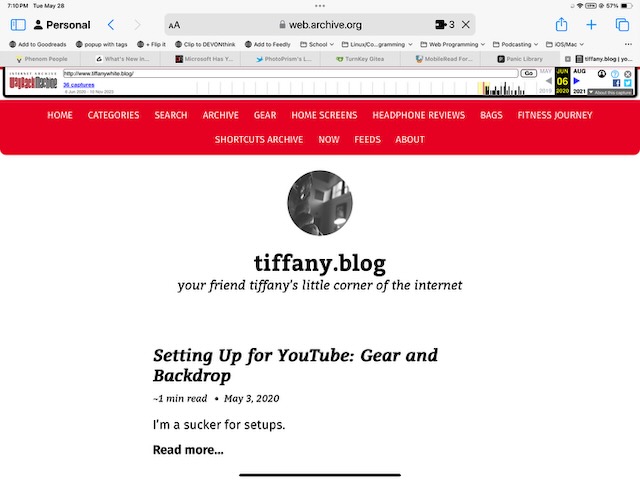 7:10 PM Tue May 28
57%
Personal
AA
web.archive.org
3
Add to Goodreads
popup with tags
+ Flip it
Clip to DEVONthink
Add to Feedly
School
Linux/Co...gramming
Web Programming
Podcasting
iOS/Mac
Phenom People
What's New in...
Microsoft Has Y...
PhotoPrism's L...
TurnKey Gitea
MobileRead For...
Panic Library
tiffany.blog | yo...
INTERNET ARCHIVE
WayBackMachine
http://www.tiffanywhite.blog/
Go
MAY JUN AUG
36 captures
06
6 Jun 2020 - 10 Nov 2023
2019 2020 2021
About this capture
HOME CATEGORIES SEARCH ARCHIVE GEAR HOME SCREENS HEADPHONE REVIEWS BAGS FITNESS JOURNEY
SHORTCUTS ARCHIVE NOW FEEDS ABOUT
tiffany.blog
your friend tiffany's little corner of the internet
Setting Up for YouTube: Gear and
Backdrop
~1 min read • May 3, 2020
I'm a sucker for setups.
Read more...